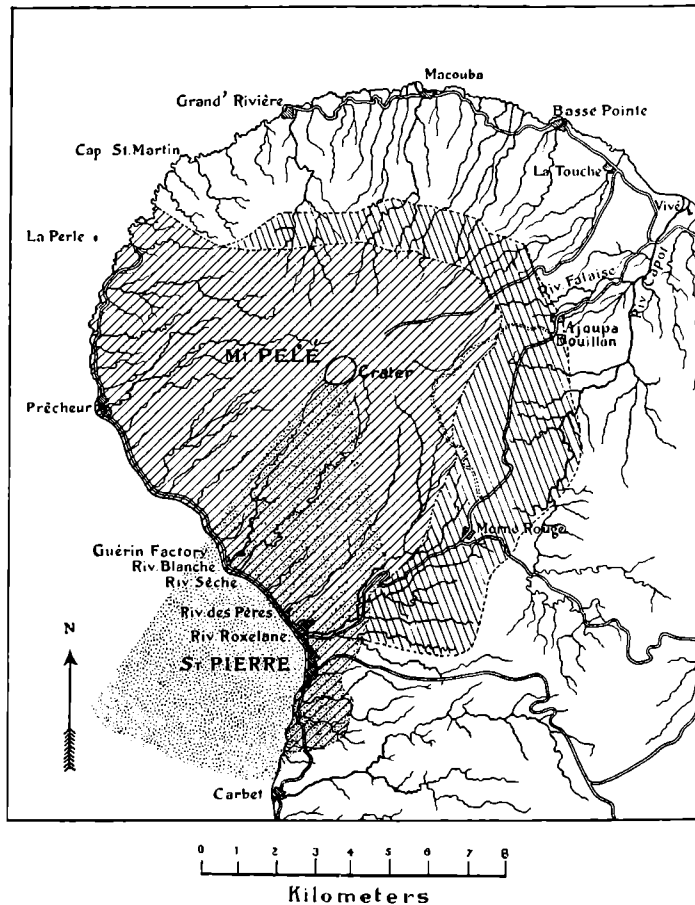 Macouba
Grand' Rivière
Basse Pointe
Cap St. Martin
La Touche
Vivé
La Perle
Riv. Falaise
Riv. Capot
Ajoupa
Bouillon
Mt. PELÉ
Crater
Prêcheur
Morne Rouge
Guérin Factory
Riv. Blanche
Riv. Sèche
Riv. des Pères
Riv. Roxelane
N
St. PIERRE
Carbet
0 1 2 3 4 5 6 7 8
Kilometers